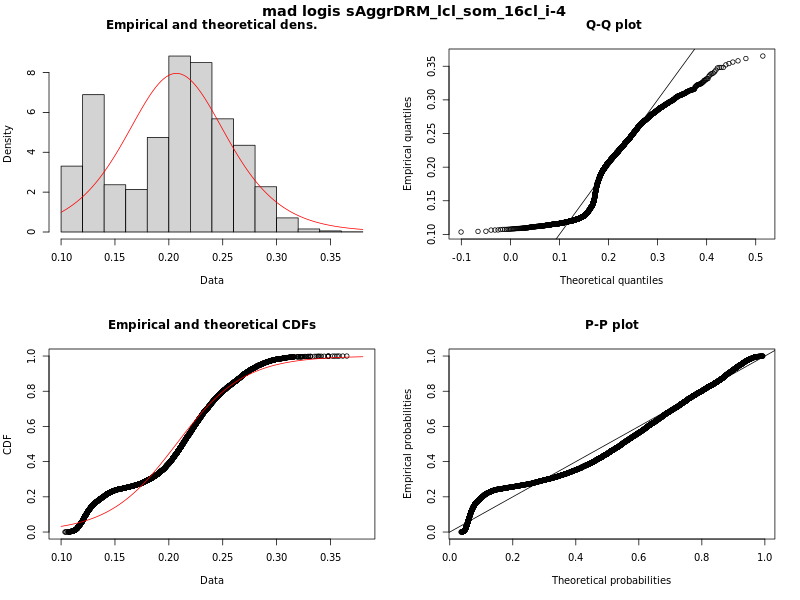 mad logis sAggrDRM_lcl_som_16cl_i-4
Empirical and theoretical dens.
Density
0 2 4 6 8
0.10 0.15 0.20 0.25 0.30 0.35
Data
Q-Q plot
Empirical quantiles
0.10 0.15 0.20 0.25 0.30 0.35
-0.1 0.0 0.1 0.2 0.3 0.4 0.5
Theoretical quantiles
Empirical and theoretical CDFs
CDF
0.0 0.2 0.4 0.6 0.8 1.0
0.10 0.15 0.20 0.25 0.30 0.35
Data
P-P plot
Empirical probabilities
0.0 0.2 0.4 0.6 0.8 1.0
0.0 0.2 0.4 0.6 0.8 1.0
Theoretical probabilities